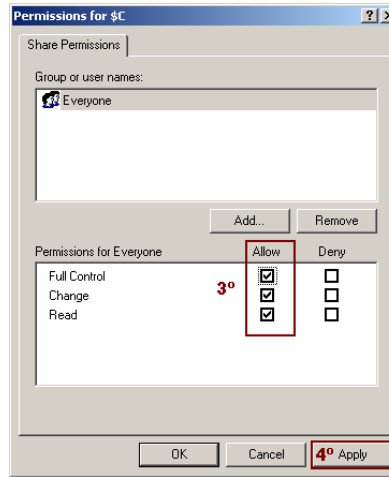 Permissions for $C
Share Permissions
Group or user names:
Everyone
Add... Remove
Permissions for Everyone Allow Deny
Full Control
3º
Change
Read
OK Cancel 4º Apply